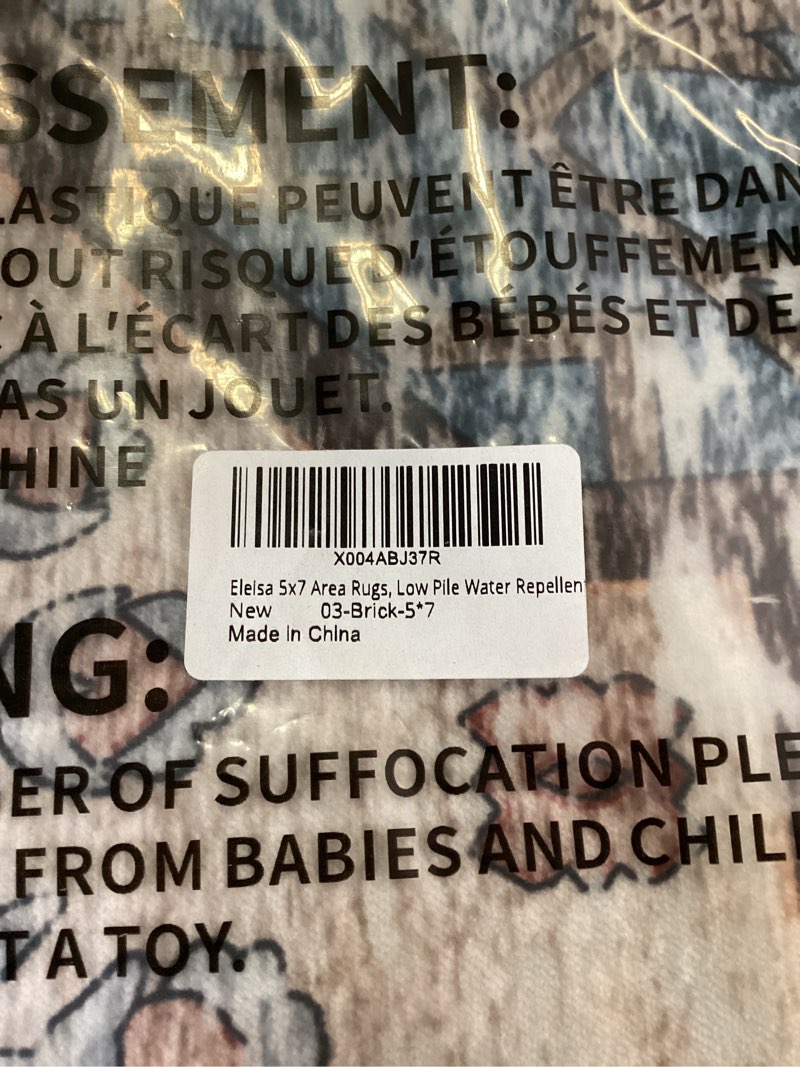 SSEMENT:
LASTIQUE PEUVENT ÊTRE DAN
OUT RISQUE D'ÉTOUFFEMEN
À L'ÉCART DES BÉBÉS ET DE
AS UN JOUET.
HINE
X004ABJ37R
Eleisa 5x7 Area Rugs, Low Pile Water Repellen
New 03-Brick-5*7
Made in China
NG:
ER OF SUFFOCATION PLE
FROM BABIES AND CHIL
T A TOY.